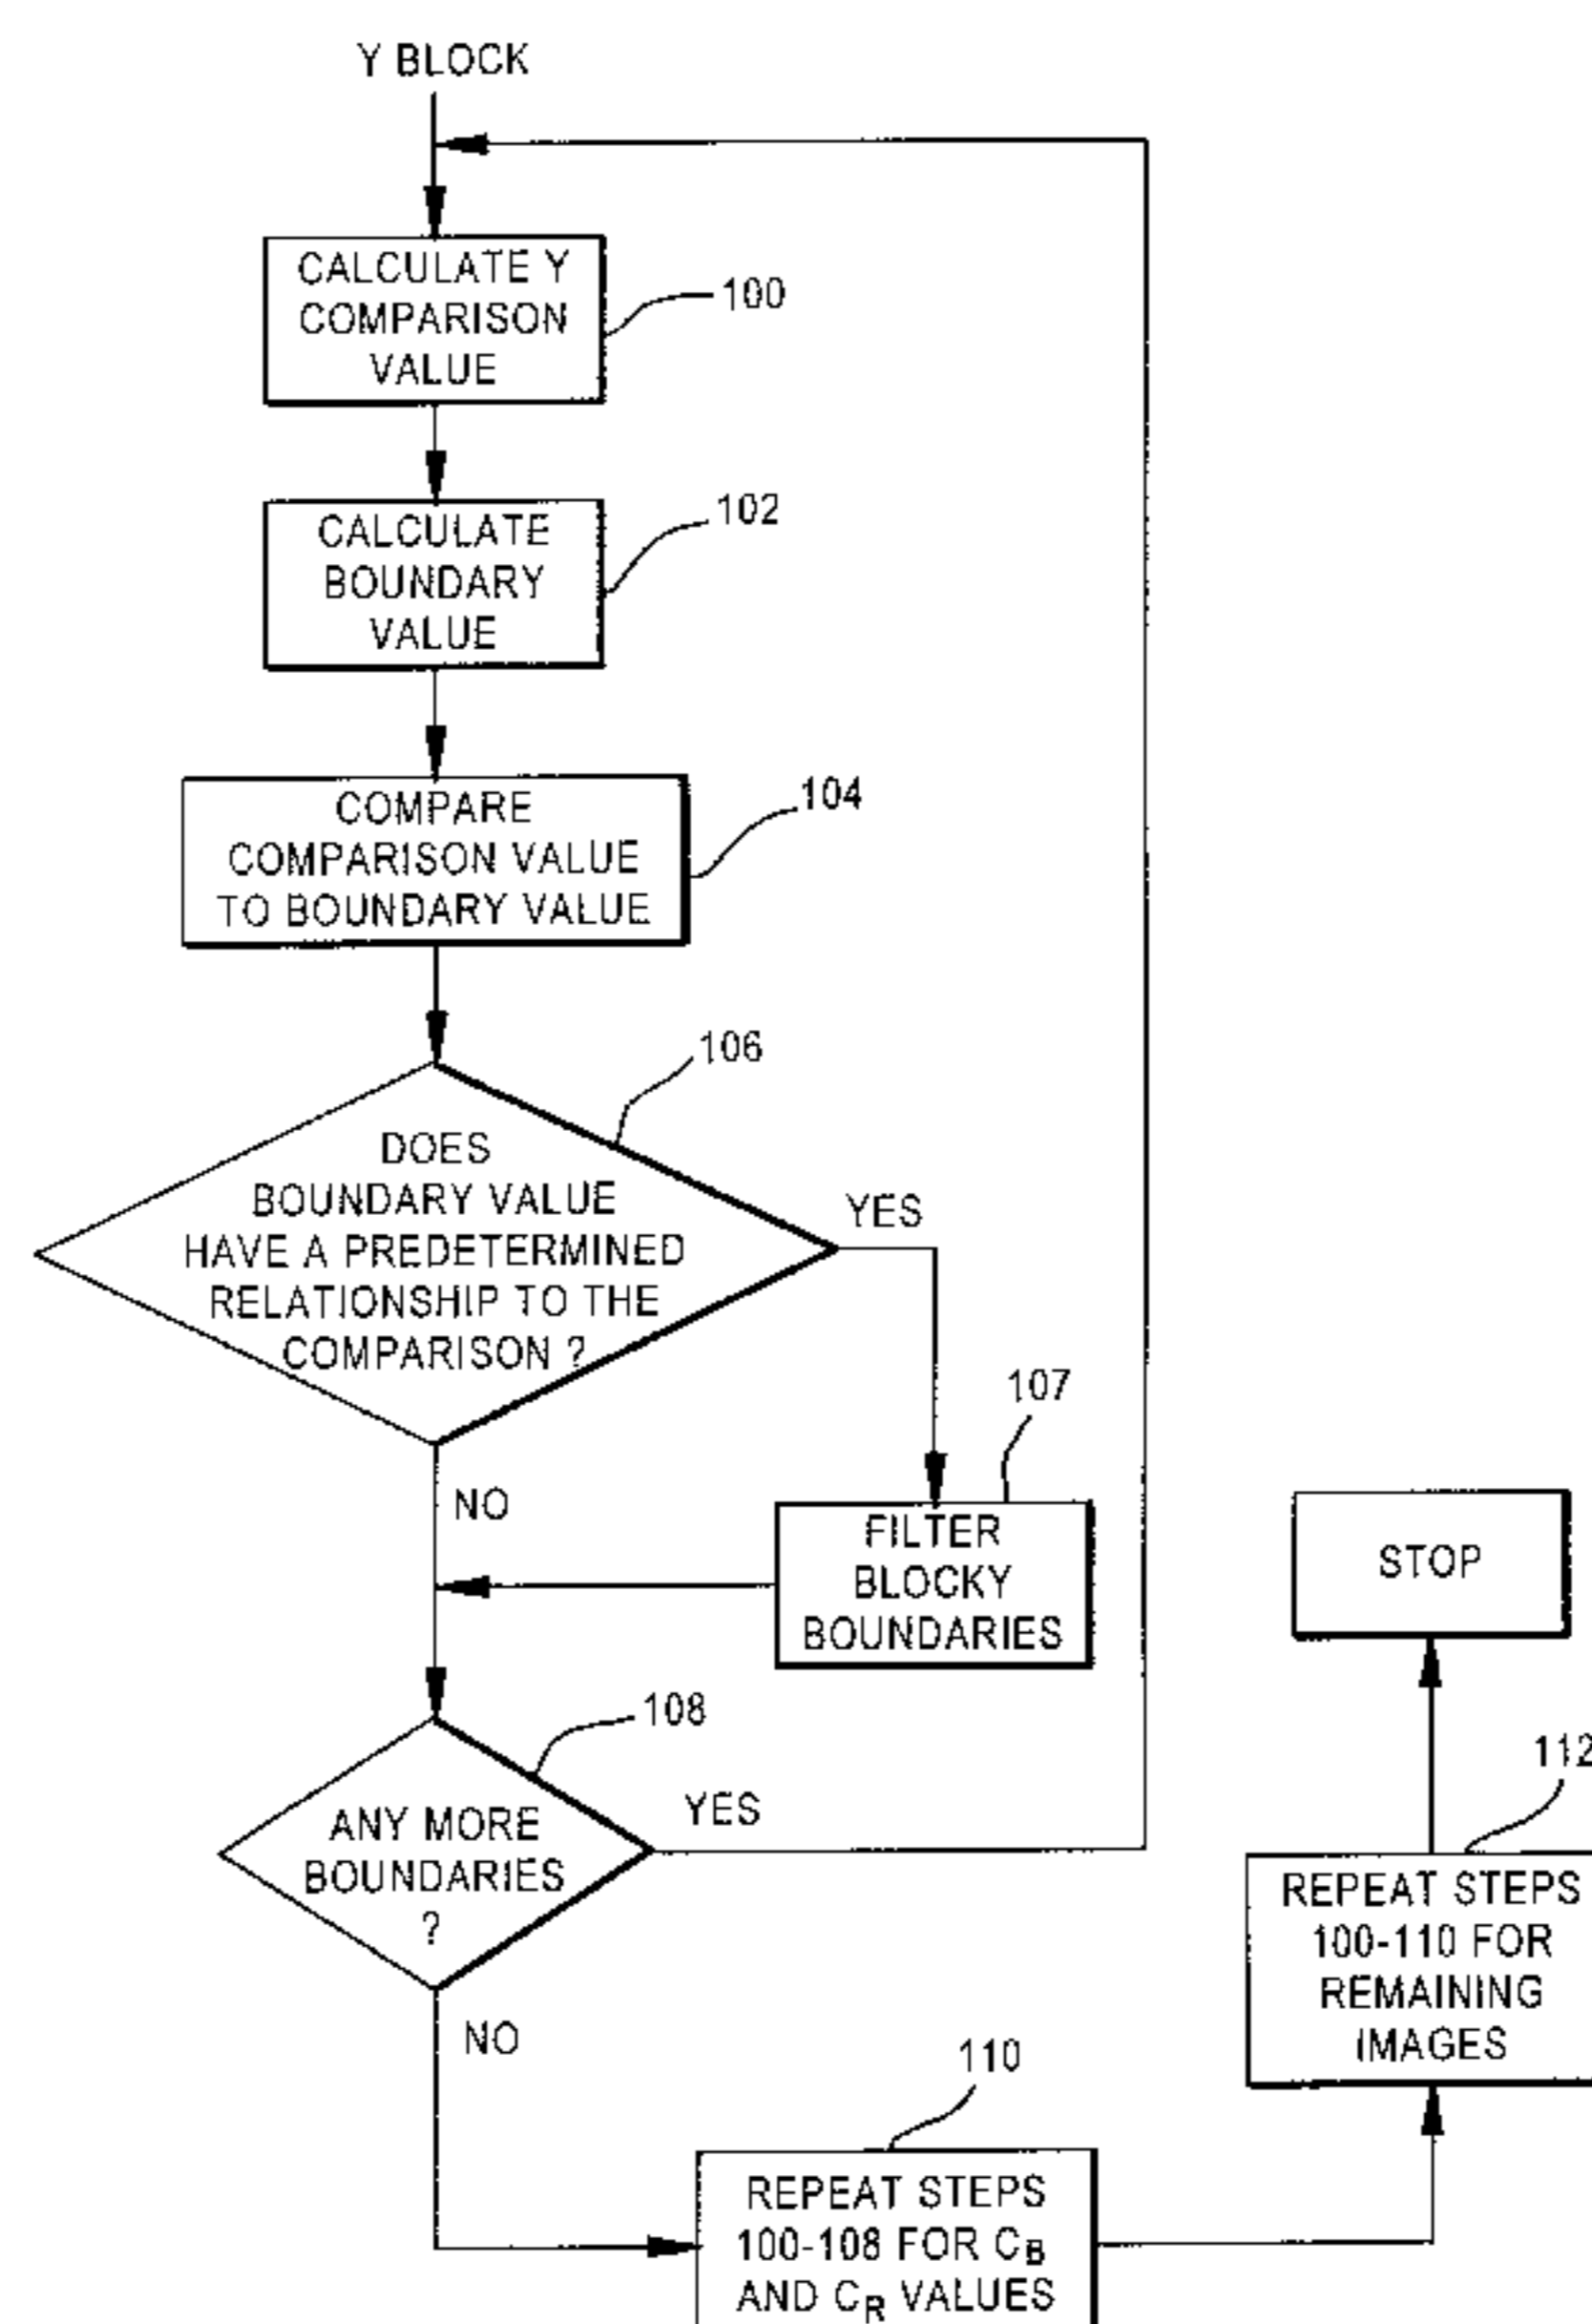 Y BLOCK
CALCULATE Y
COMPARISON
VALUE
100
CALCULATE
BOUNDARY
VALUE
102
COMPARE
COMPARISON VALUE
TO BOUNDARY VALUE
104
DOES
BOUNDARY VALUE
HAVE A PREDETERMINED
RELATIONSHIP TO THE
COMPARISON ?
106
YES
NO
107
FILTER
BLOCKY
BOUNDARIES
108
ANY MORE
BOUNDARIES
?
YES
NO
110
REPEAT STEPS
100-108 FOR CB
AND CR VALUES
112
REPEAT STEPS
100-110 FOR
REMAINING
IMAGES
STOP